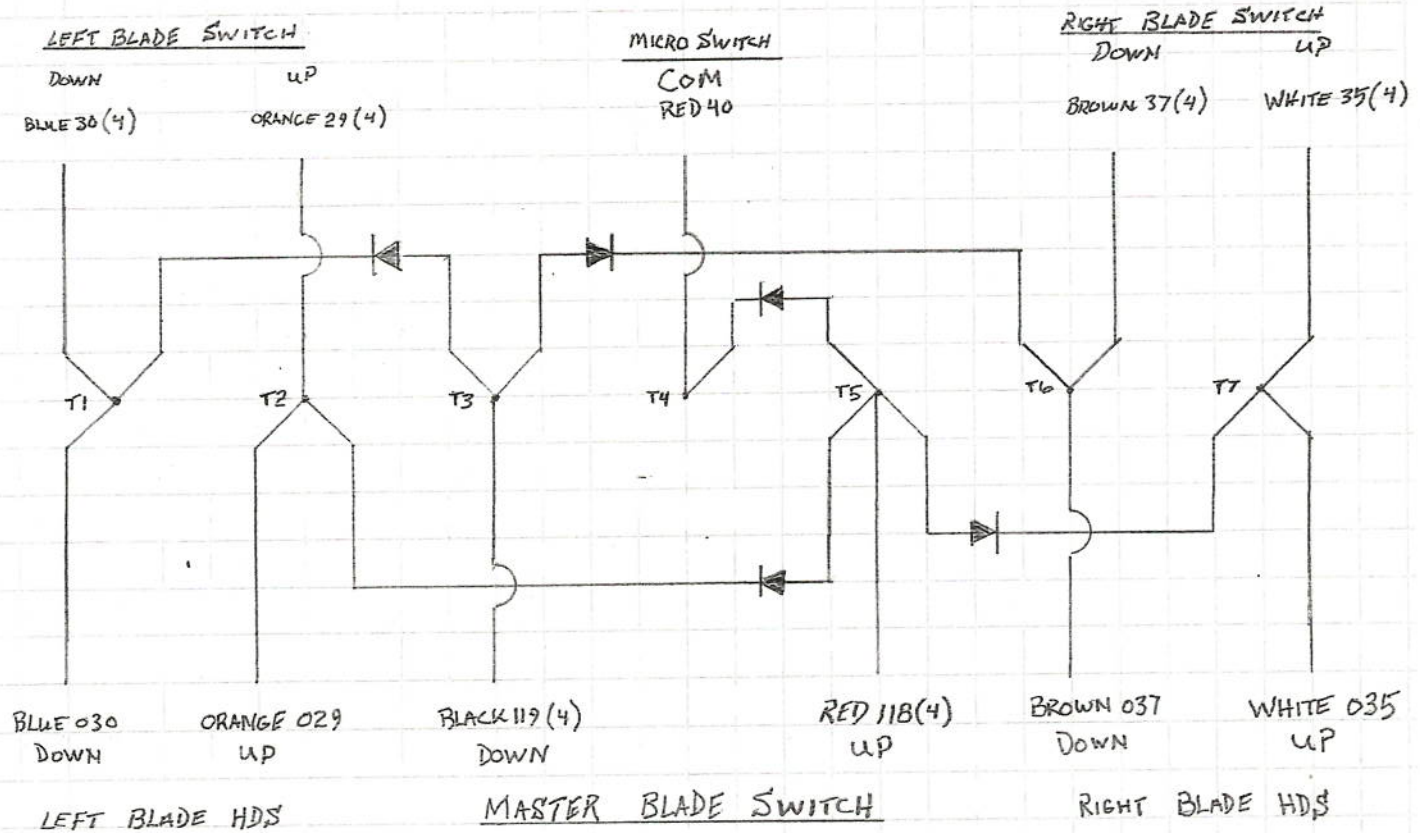 LEFT BLADE SWITCH
MICRO SWITCH
RIGHT BLADE SWITCH
DOWN UP
COM
DOWN UP
BLUE 30(4) ORANGE 29(4)
RED 40
BROWN 37(4) WHITE 35(4)
T1 T2 T3 T4 T5 T6 T7
BLUE 030 ORANGE 029 BLACK 119(4) RED 118(4) BROWN 037 WHITE 035
DOWN UP DOWN UP DOWN UP
LEFT BLADE HDS MASTER BLADE SWITCH RIGHT BLADE HDS